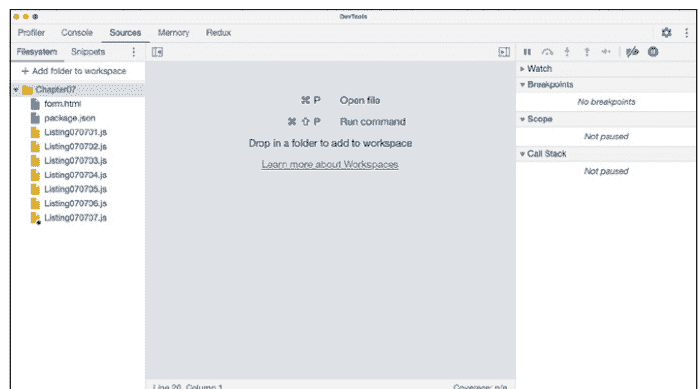 DevTools
Profiler Console Sources Memory Redux
Filesystem Snippets
+ Add folder to workspace
Chapter07
form.html
package.json
Listing070701.js
Listing070702.js
Listing070703.js
Listing070704.js
Listing070705.js
Listing070706.js
Listing070707.js
⌘ P Open file
⌘ ⇧ P Run command
Drop in a folder to add to workspace
Learn more about Workspaces
Line 26, Column 1
Coverage: n/a
Watch
Breakpoints
No breakpoints
Scope
Not paused
Call Stack
Not paused